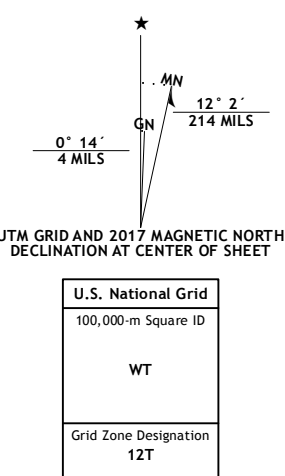 ★
MN
GN
12° 2´
214 MILS
0° 14´
4 MILS
UTM GRID AND 2017 MAGNETIC NORTH
DECLINATION AT CENTER OF SHEET
U.S. National Grid
100,000-m Square ID
WT
Grid Zone Designation
12T